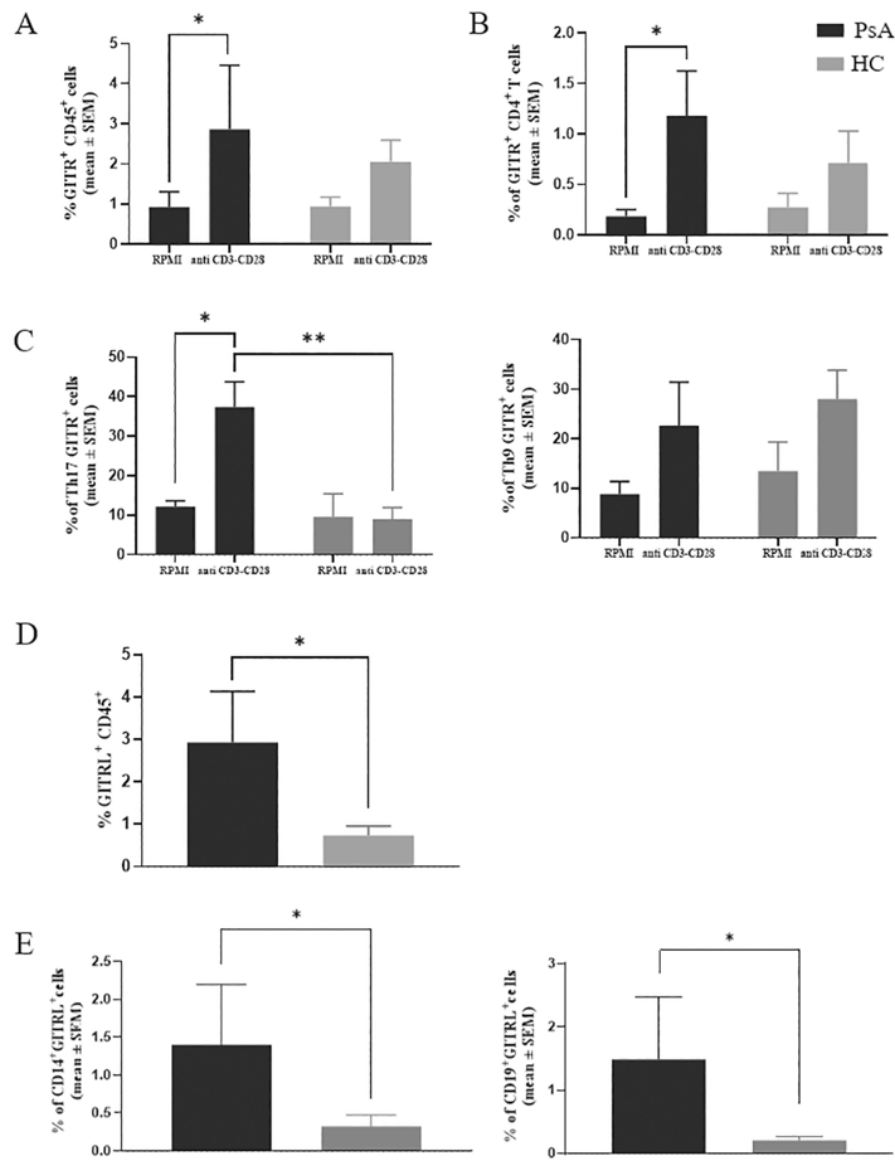 A
*
% GITR⁺ CD45⁺ cells
(mean ± SEM)
5
4
3
2
1
0
RPMI anti CD3-CD28 RPMI anti CD3-CD28
B
*
PsA
HC
% of GITR⁺ CD4⁺ T cells
(mean ± SEM)
2.0
1.5
1.0
0.5
0.0
RPMI anti CD3-CD28 RPMI anti CD3-CD28
C
*
**
% of Th17 GITR⁺ cells
(mean ± SEM)
50
40
30
20
10
0
RPMI anti CD3-CD28 RPMI anti CD3-CD28
% of Th9 GITR⁺ cells
(mean ± SEM)
40
30
20
10
0
RPMI anti CD3-CD28 RPMI anti CD3-CD28
D
*
% GITRL⁺ CD45⁺
5
4
3
2
1
0
E
*
% of CD14⁺GITRL⁺cells
(mean ± SEM)
2.5
2.0
1.5
1.0
0.5
0.0
*
% of CD19⁺GITRL⁺cells
(mean ± SEM)
3
2
1
0